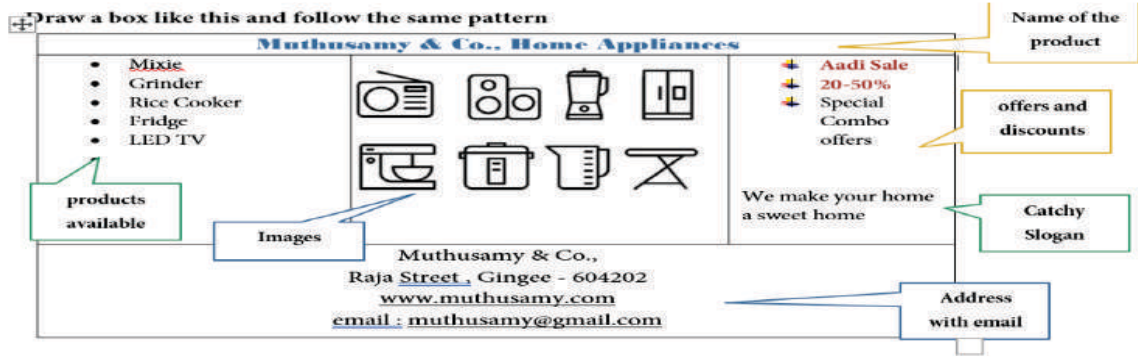 Draw a box like this and follow the same pattern
Muthusamy & Co., Home Appliances
Name of the
product
Mixie
Grinder
Rice Cooker
Fridge
LED TV
Aadi Sale
20-50%
Special
Combo
offers
offers and
discounts
products
available
Images
We make your home
a sweet home
Catchy
Slogan
Muthusamy & Co.,
Raja Street , Gingee - 604202
www.muthusamy.com
email : muthusamy@gmail.com
Address
with email